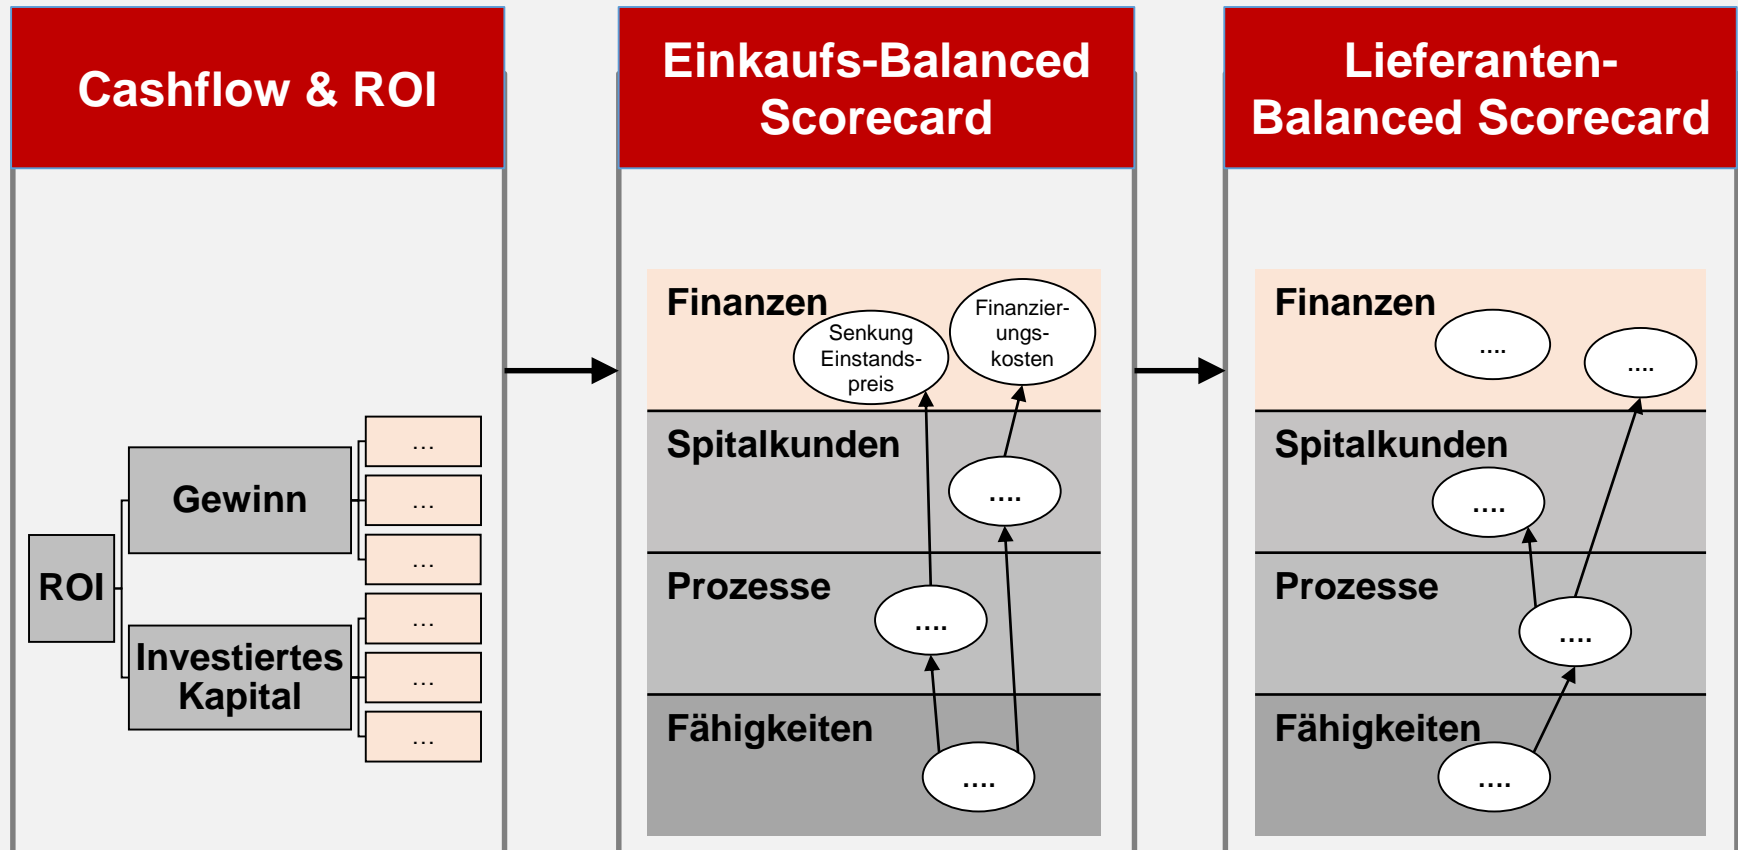 Cashflow & ROI
ROI
Gewinn
Investiertes
Kapital
...
...
...
...
...
...
Einkaufs-Balanced
Scorecard
Finanzen
Senkung
Einstands-
preis
Finanzier-
ungs-
kosten
Spitalkunden
....
Prozesse
....
Fähigkeiten
....
Lieferanten-
Balanced Scorecard
Finanzen
....
....
Spitalkunden
....
Prozesse
....
Fähigkeiten
....